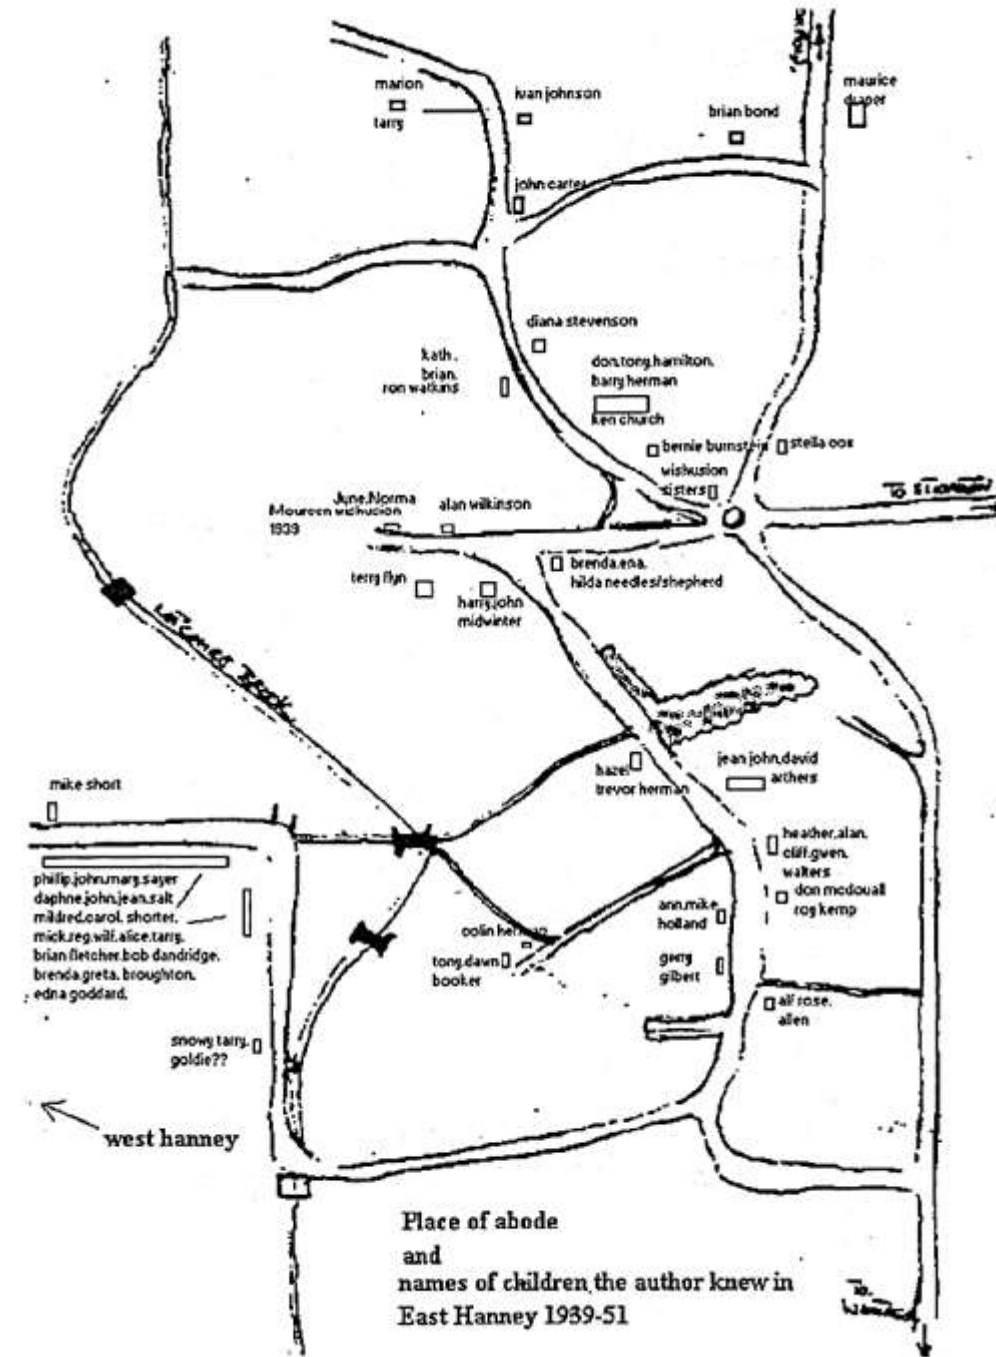 marion
tarry
ivan johnson
brian bond
maurice
draper
john carter
diana stevenson
kath.
brian.
ron watkins
don.tony.hamilton.
barry.herman
ken church
bernie burnstein
stella cox
wishusion
sisters
June.Norma
Maureen wishusion
1939
alan wilkinson
terry flyn
harry.john
midwinter
brenda.ena.
hilda needles/shepherd
Letcombe Brook
hazel
trevor herman
jean john.david
arthers
mike short
heather.alan.
cliff.gwen.
walters
don mcdouall
roy kemp
phillip.john.mary.sayer
daphne.john.jean.salt
mildred.carol. shorter.
mick.reg.wilf.alice.tarry.
brian fletcher.bob dandridge.
brenda.greta. broughton.
edna goddard.
ann.mike
holland
colin herman
tony.dawn
booker
gerry
gilbert
alf rose.
allen
snowy tarry.
goldie??
west hanney
Place of abode
and
names of children the author knew in
East Hanney 1939-51
To